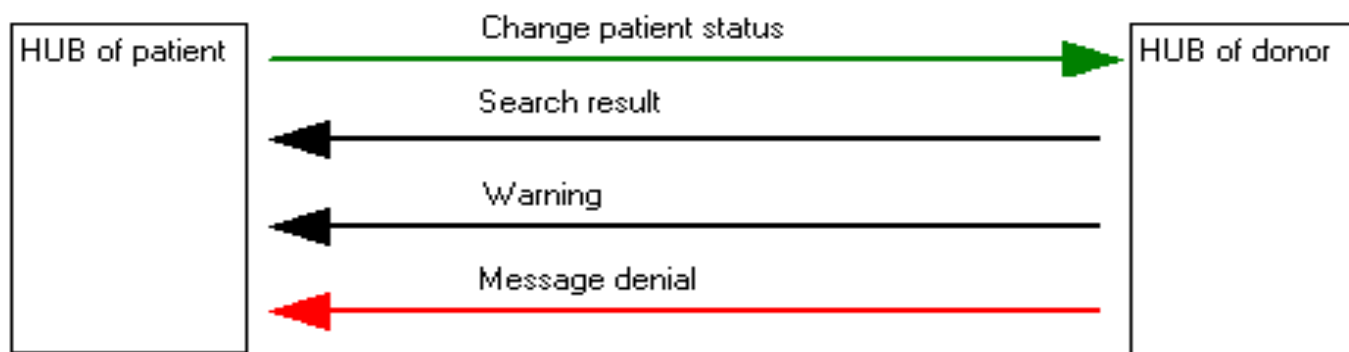 Change patient status
HUB of patient
HUB of donor
Search result
Warning
Message denial